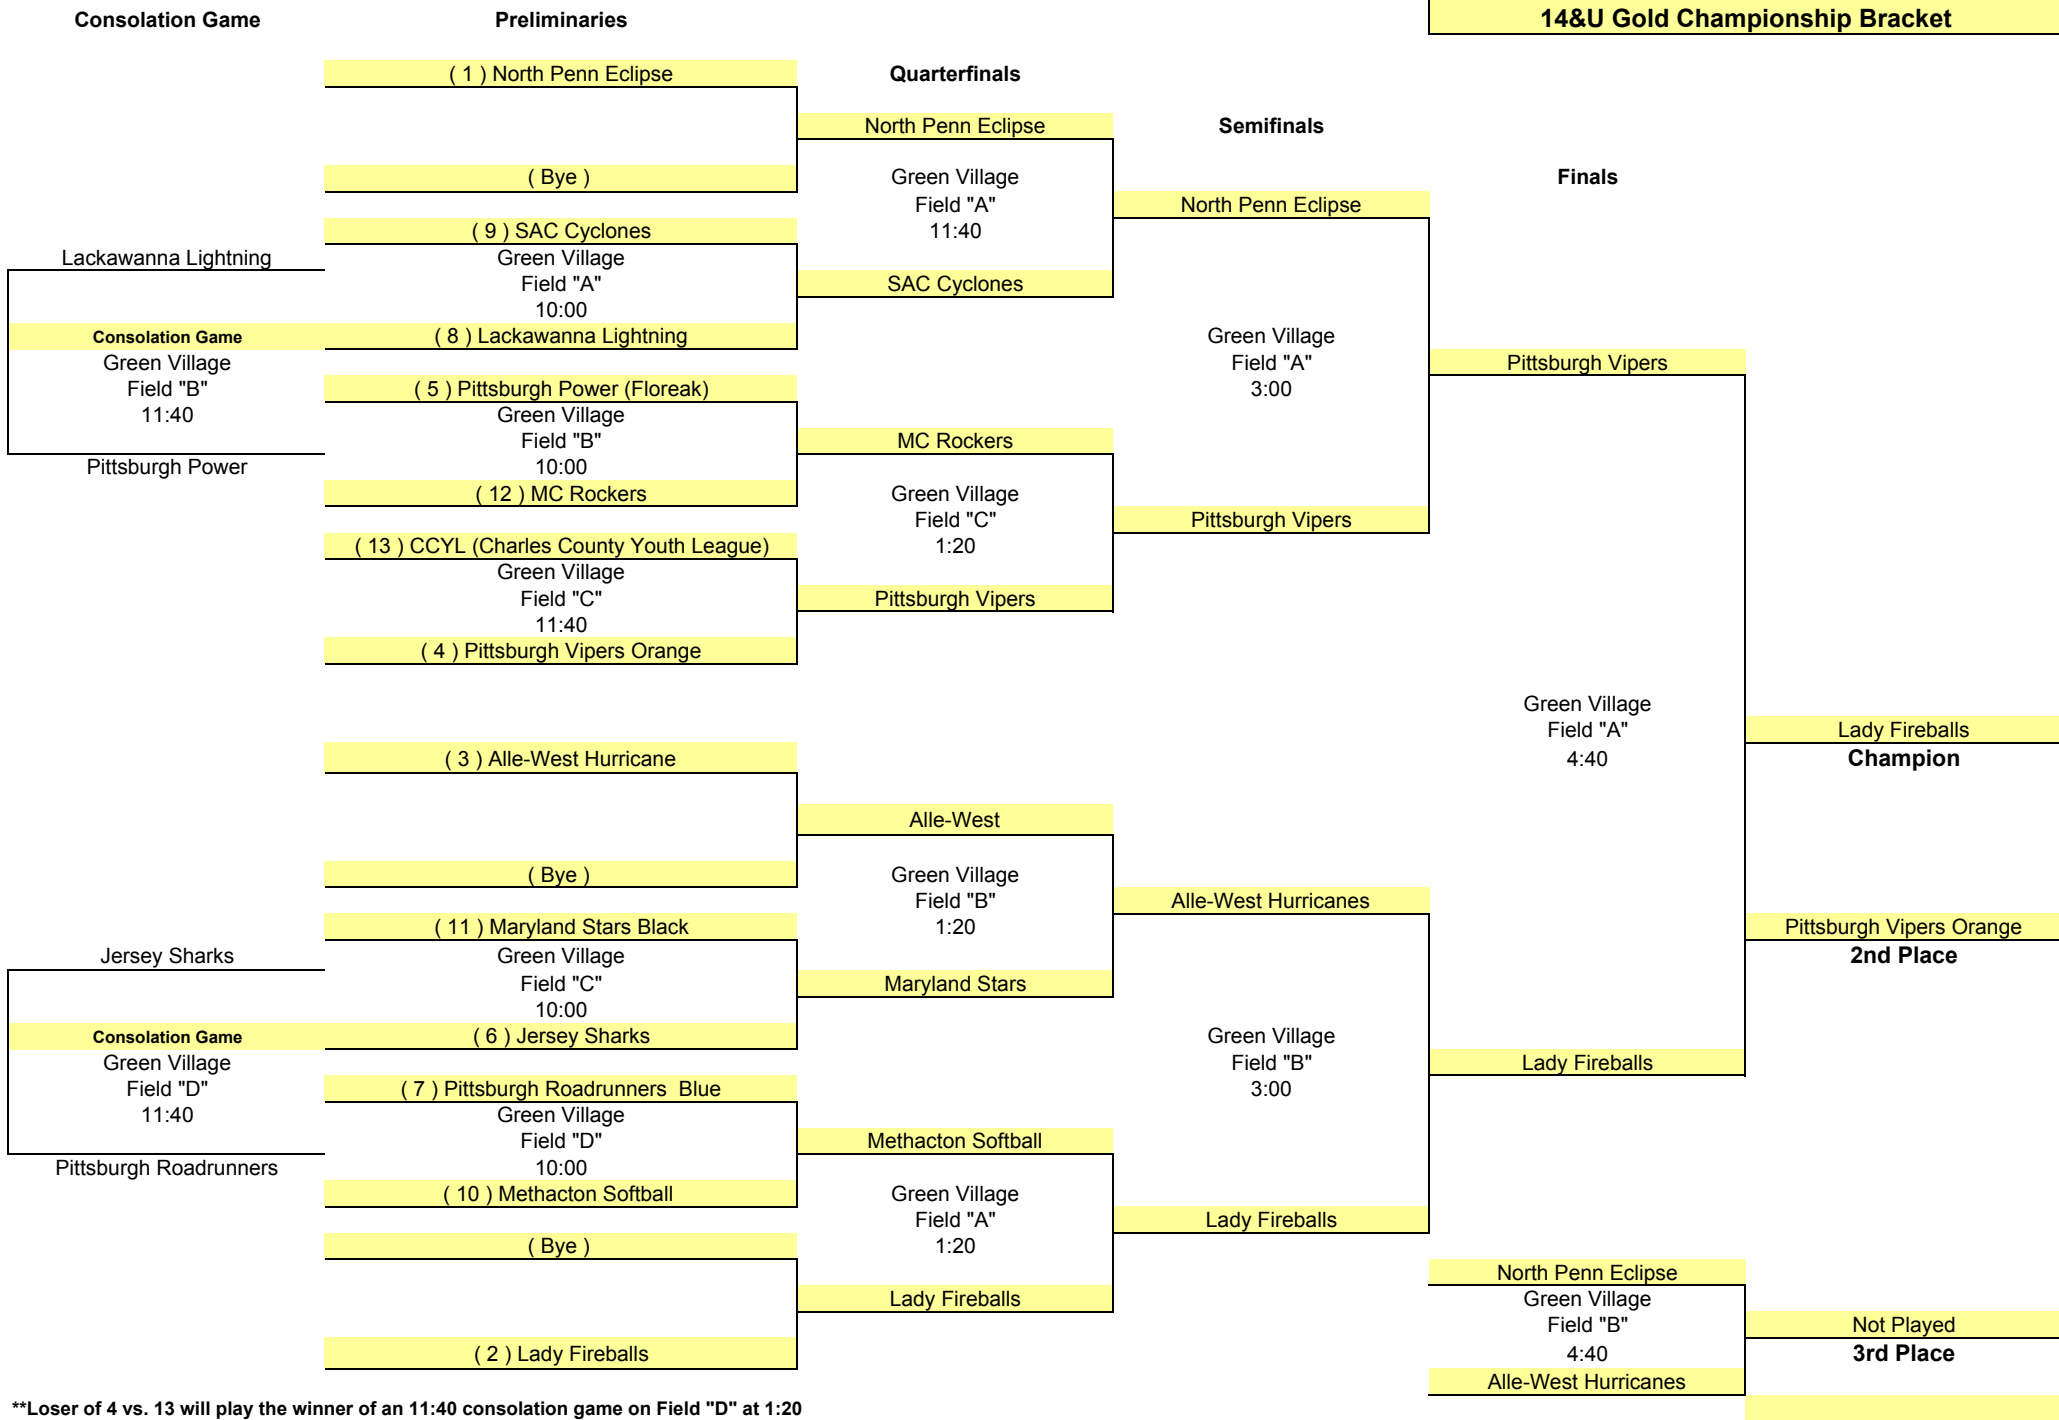 Consolation Game
Preliminaries
14&U Gold Championship Bracket
( 1 ) North Penn Eclipse
Quarterfinals
North Penn Eclipse
Semifinals
( Bye )
Green Village
Field "A"
11:40
Finals
North Penn Eclipse
( 9 ) SAC Cyclones
Lackawanna Lightning
Green Village
Field "A"
10:00
SAC Cyclones
Consolation Game
Green Village
Field "B"
11:40
( 8 ) Lackawanna Lightning
Green Village
Field "A"
3:00
Pittsburgh Vipers
( 5 ) Pittsburgh Power (Floreak)
Green Village
Field "B"
10:00
MC Rockers
Pittsburgh Power
( 12 ) MC Rockers
Green Village
Field "C"
1:20
Pittsburgh Vipers
( 13 ) CCYL (Charles County Youth League)
Green Village
Field "C"
11:40
Pittsburgh Vipers
( 4 ) Pittsburgh Vipers Orange
Green Village
Field "A"
4:40
Lady Fireballs
Champion
( 3 ) Alle-West Hurricane
Alle-West
( Bye )
Green Village
Field "B"
1:20
Alle-West Hurricanes
( 11 ) Maryland Stars Black
Pittsburgh Vipers Orange
2nd Place
Jersey Sharks
Green Village
Field "C"
10:00
Maryland Stars
Consolation Game
Green Village
Field "D"
11:40
( 6 ) Jersey Sharks
Green Village
Field "B"
3:00
Lady Fireballs
( 7 ) Pittsburgh Roadrunners  Blue
Green Village
Field "D"
10:00
Methacton Softball
Pittsburgh Roadrunners
( 10 ) Methacton Softball
Green Village
Field "A"
1:20
Lady Fireballs
( Bye )
North Penn Eclipse
Lady Fireballs
Green Village
Field "B"
4:40
Not Played
3rd Place
( 2 ) Lady Fireballs
Alle-West Hurricanes
**Loser of 4 vs. 13 will play the winner of an 11:40 consolation game on Field "D" at 1:20